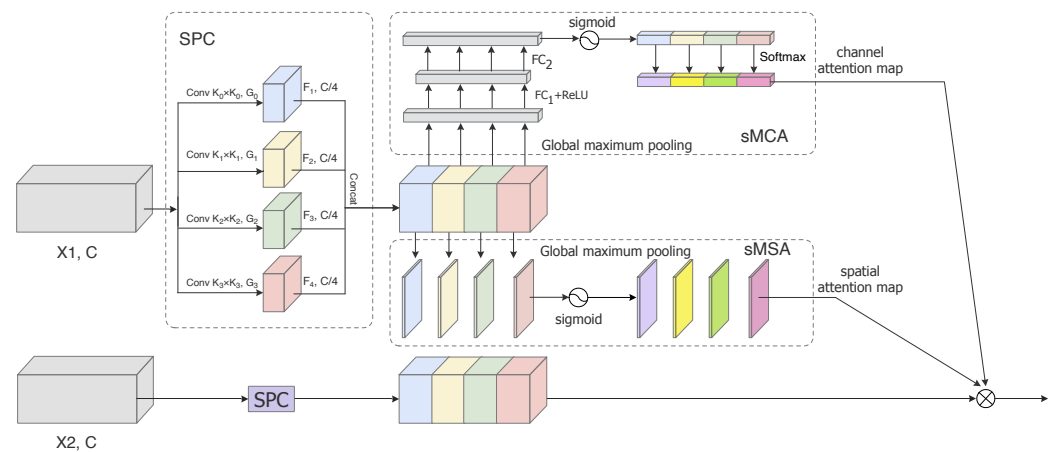 SPC
Conv K₀×K₀, G₀
F₁, C/4
Conv K₁×K₁, G₁
F₂, C/4
Conv K₂×K₂, G₂
F₃, C/4
Conv K₃×K₃, G₃
F₄, C/4
Concat
X1, C
sigmoid
FC₂
FC₁+ReLU
Softmax
Global maximum pooling
sMCA
channel
attention map
Global maximum pooling
sMSA
sigmoid
spatial
attention map
SPC
X2, C